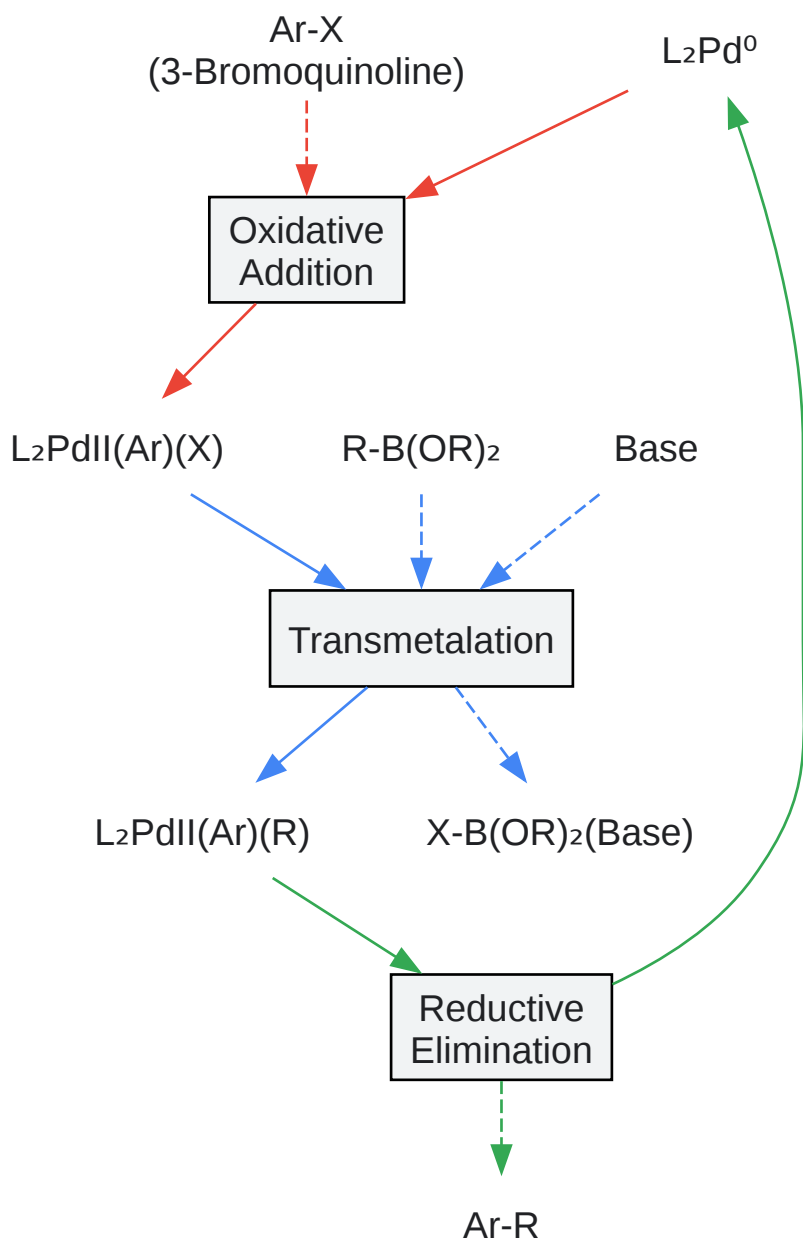 Ar-X
(3-Bromoquinoline)
L₂Pd⁰
Oxidative
Addition
L₂PdII(Ar)(X)
R-B(OR)₂
Base
Transmetalation
L₂PdII(Ar)(R)
X-B(OR)₂(Base)
Reductive
Elimination
Ar-R